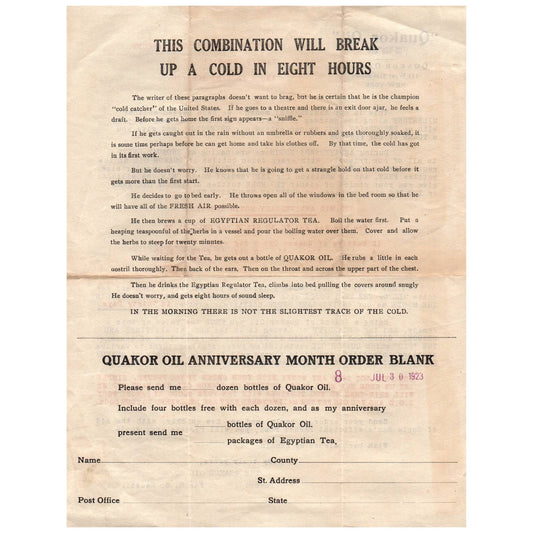 THIS COMBINATION WILL BREAK
UP A COLD IN EIGHT HOURS
The writer of these paragraphs doesn't want to brag, but he is certain that he is the champion
"cold catcher" of the United States. If he goes to a theatre and there is an exit door ajar, he feels a
draft. Before he gets home the first sign appears—a "sniffle."
If he gets caught out in the rain without an umbrella or rubbers and gets thoroughly soaked, it
is some time perhaps before he can get home and take his clothes off. By that time, the cold has got
in its first work.
But he doesn't worry. He knows that he is going to get a strangle hold on that cold before it
gets more than the first start.
He decides to go to bed early. He throws open all of the windows in the bed room so that he
will have all of the FRESH AIR possible.
He then brews a cup of EGYPTIAN REGULATOR TEA. Boil the water first. Put a
heaping teaspoonful of the herbs in a vessel and pour the boiling water over them. Cover and allow
the herbs to steep for twenty minutes.
While waiting for the Tea, he gets out a bottle of QUAKOR OIL. He rubs a little in each
nostril thoroughly. Then back of the ears. Then on the throat and across the upper part of the chest.
Then he drinks the Egyptian Regulator Tea, climbs into bed pulling the covers around snugly
He doesn't worry, and gets eight hours of sound sleep.
IN THE MORNING THERE IS NOT THE SLIGHTEST TRACE OF THE COLD.
QUAKOR OIL ANNIVERSARY MONTH ORDER BLANK
8 JUL 30 1923
Please send me dozen bottles of Quakor Oil.
Include four bottles free with each dozen, and as my anniversary
bottles of Quakor Oil.
present send me
packages of Egyptian Tea.
Name County
St. Address
Post Office State